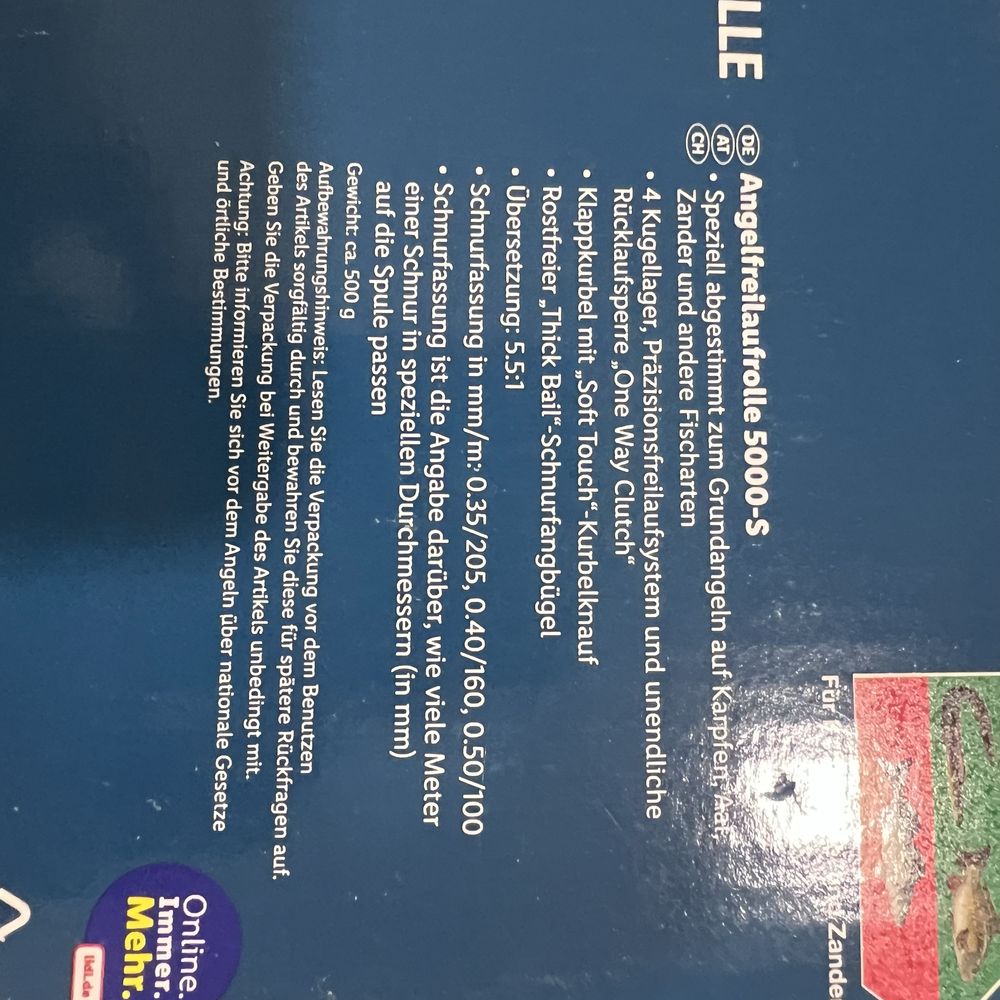 LLE
DE Angelfreilaufrolle 5000-S
AT • Speziell abgestimmt zum Grundangeln auf Karpfen, Aal,
CH Zander und andere Fischarten
• 4 Kugellager, Präzisionsfreilaufsystem und unendliche
Rücklaufsperre „One Way Clutch“
• Klappkurbel mit „Soft Touch“-Kurbelknauf
• Rostfreier „Thick Bail“-Schnurfangbügel
• Übersetzung: 5.5:1
• Schnurfassung in mm/m: 0.35/205, 0.40/160, 0.50/100
• Schnurfassung ist die Angabe darüber, wie viele Meter
einer Schnur in speziellen Durchmessern (in mm)
auf die Spule passen
Gewicht: ca. 500 g
Aufbewahrungshinweis: Lesen Sie die Verpackung vor dem Benutzen
des Artikels sorgfältig durch und bewahren Sie diese für spätere Rückfragen auf.
Geben Sie die Verpackung bei Weitergabe des Artikels unbedingt mit.
Achtung: Bitte informieren Sie sich vor dem Angeln über nationale Gesetze
und örtliche Bestimmungen.
Für
Zande
Online.
Immer.
Mehr.
lidl.de